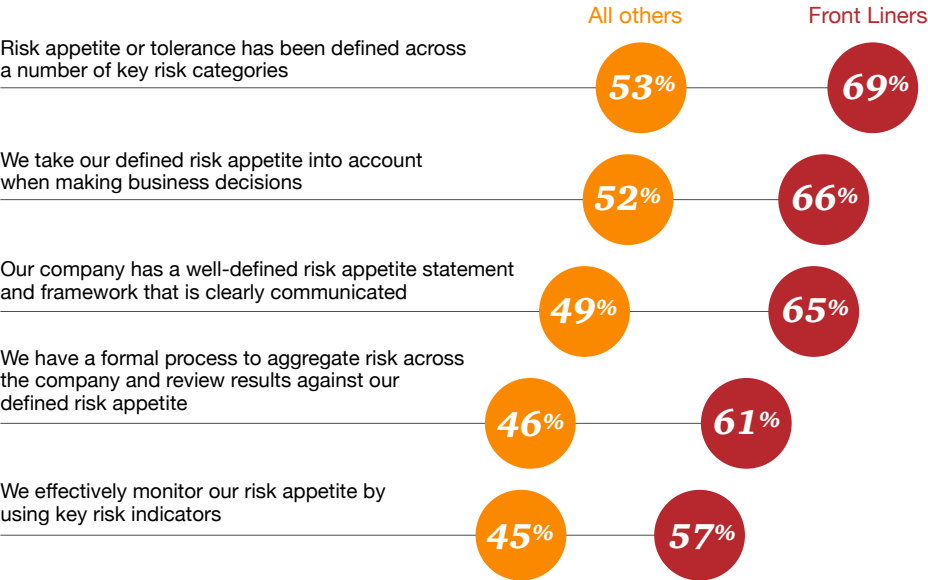 All others
Front Liners
Risk appetite or tolerance has been defined across
a number of key risk categories
53%
69%
We take our defined risk appetite into account
when making business decisions
52%
66%
Our company has a well-defined risk appetite statement
and framework that is clearly communicated
49%
65%
We have a formal process to aggregate risk across
the company and review results against our
defined risk appetite
46%
61%
We effectively monitor our risk appetite by
using key risk indicators
45%
57%